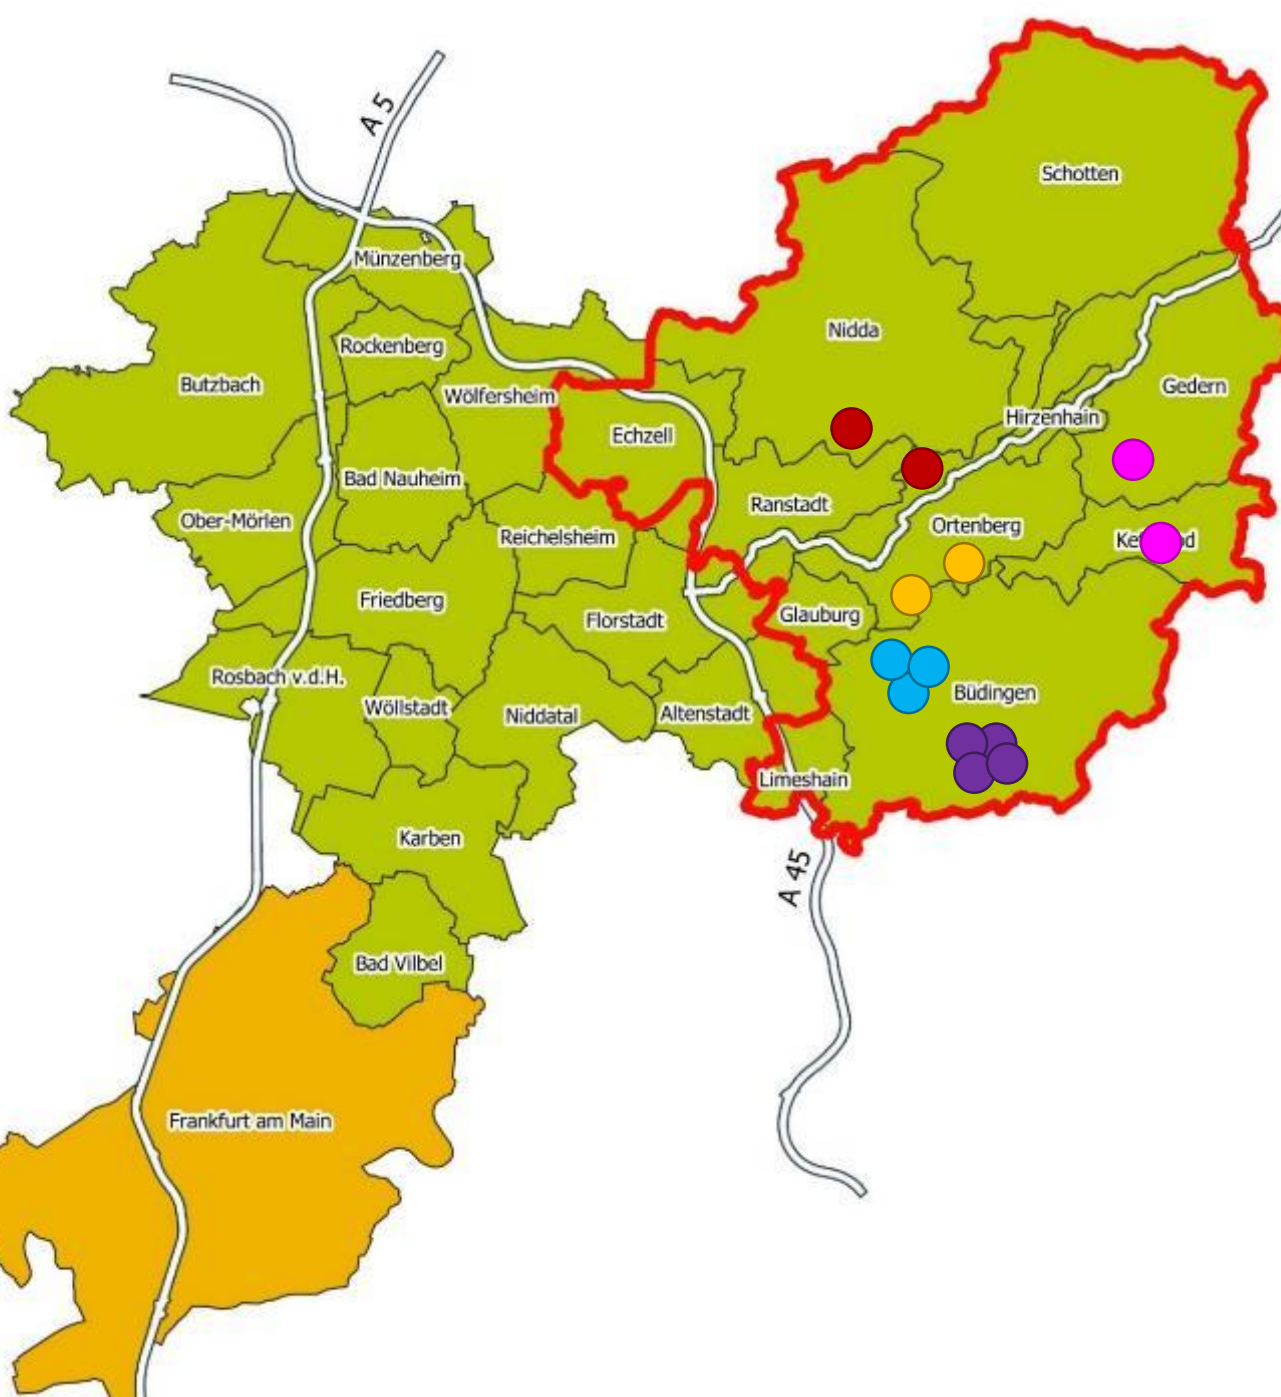 A 5
Schotten
Münzenberg
Nidda
Rockenberg
Butzbach
Gedern
Wölfersheim
Hirzenhain
Echzell
Bad Nauheim
Ranstadt
Ober-Mörlen
Ortenberg
Reichelsheim
Friedberg
Glauburg
Florstadt
Rosbach v.d.H.
Büdingen
Wöllstadt
Niddatal
Altenstadt
Limeshain
Karben
A 45
Bad Vilbel
Frankfurt am Main